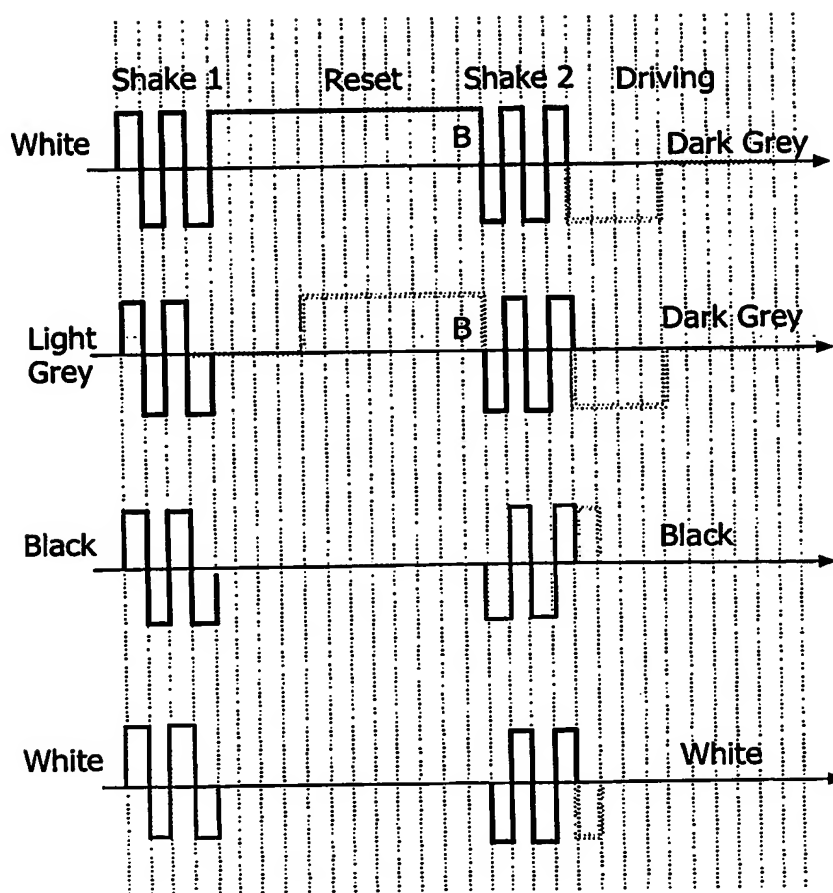 Shake 1 Reset Shake 2 Driving
White B Dark Grey
Light
Grey B Dark Grey
Black Black
White White